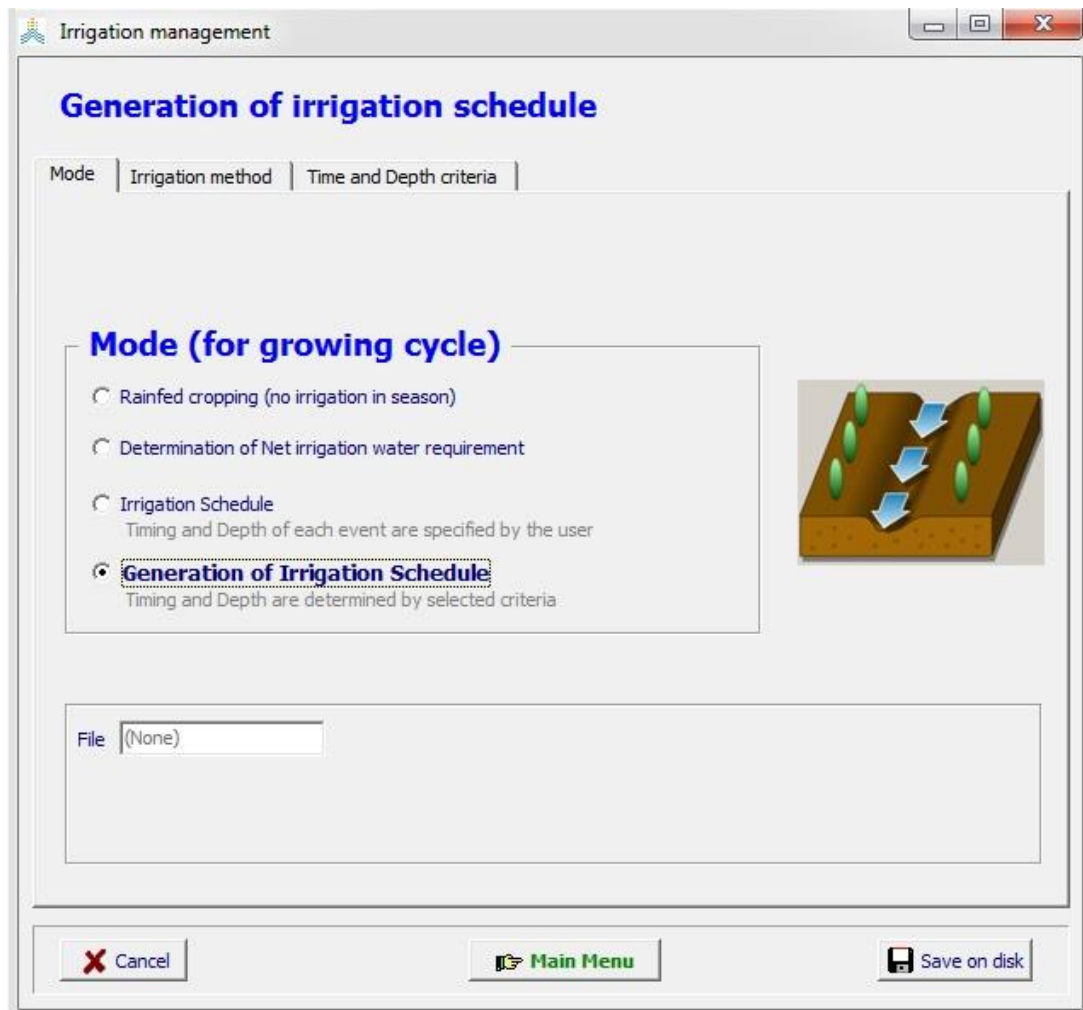 Irrigation management
Generation of irrigation schedule
Mode
Irrigation method
Time and Depth criteria
Mode (for growing cycle)
Rainfed cropping (no irrigation in season)
Determination of Net irrigation water requirement
Irrigation Schedule
Timing and Depth of each event are specified by the user
Generation of Irrigation Schedule
Timing and Depth are determined by selected criteria
File (None)
Cancel
Main Menu
Save on disk